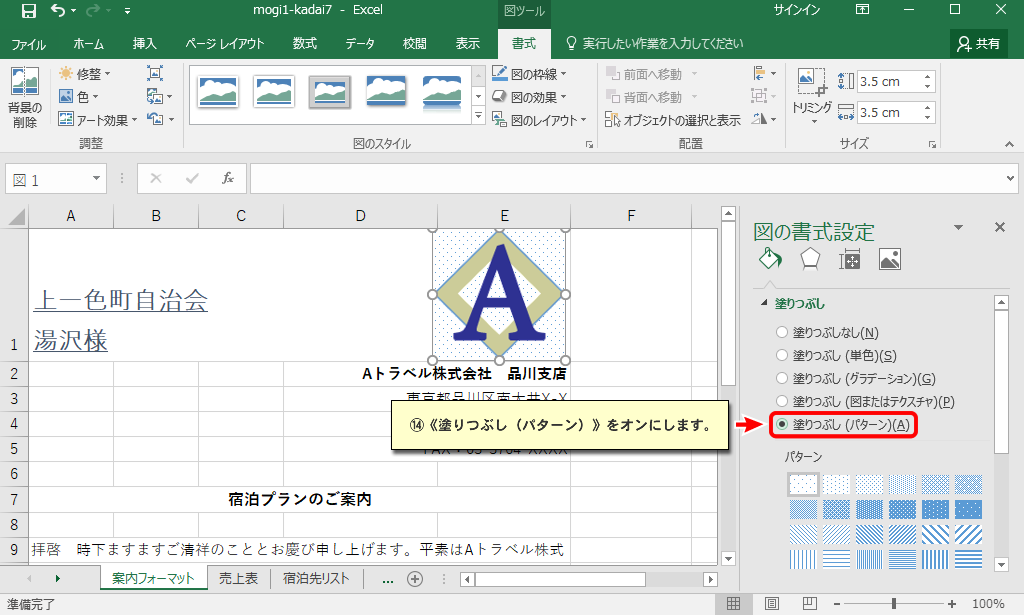 mogi1-kadai7 - Excel
図ツール
サインイン
ファイル ホーム 挿入 ページ レイアウト 数式 データ 校閲 表示 書式 実行したい作業を入力してください 共有
背景の
削除
修整
色
アート効果
調整
図のスタイル
図の枠線
図の効果
図のレイアウト
前面へ移動
背面へ移動
オブジェクトの選択と表示
配置
トリミング
3.5 cm
3.5 cm
サイズ
図 1
fx
A B C D E F
1
上一色町自治会
湯沢様
A
2
Aトラベル株式会社 品川支店
3
東京都品川区南大井X-X
4
5
6
7
宿泊プランのご案内
8
9
拝啓 時下ますますご清祥のこととお慶び申し上げます。平素はAトラベル株式
⑭《塗りつぶし（パターン）》をオンにします。
図の書式設定
塗りつぶし
塗りつぶしなし(N)
塗りつぶし (単色)(S)
塗りつぶし (グラデーション)(G)
塗りつぶし (図またはテクスチャ)(P)
塗りつぶし (パターン)(A)
パターン
案内フォーマット 売上表 宿泊先リスト ...
準備完了
100%